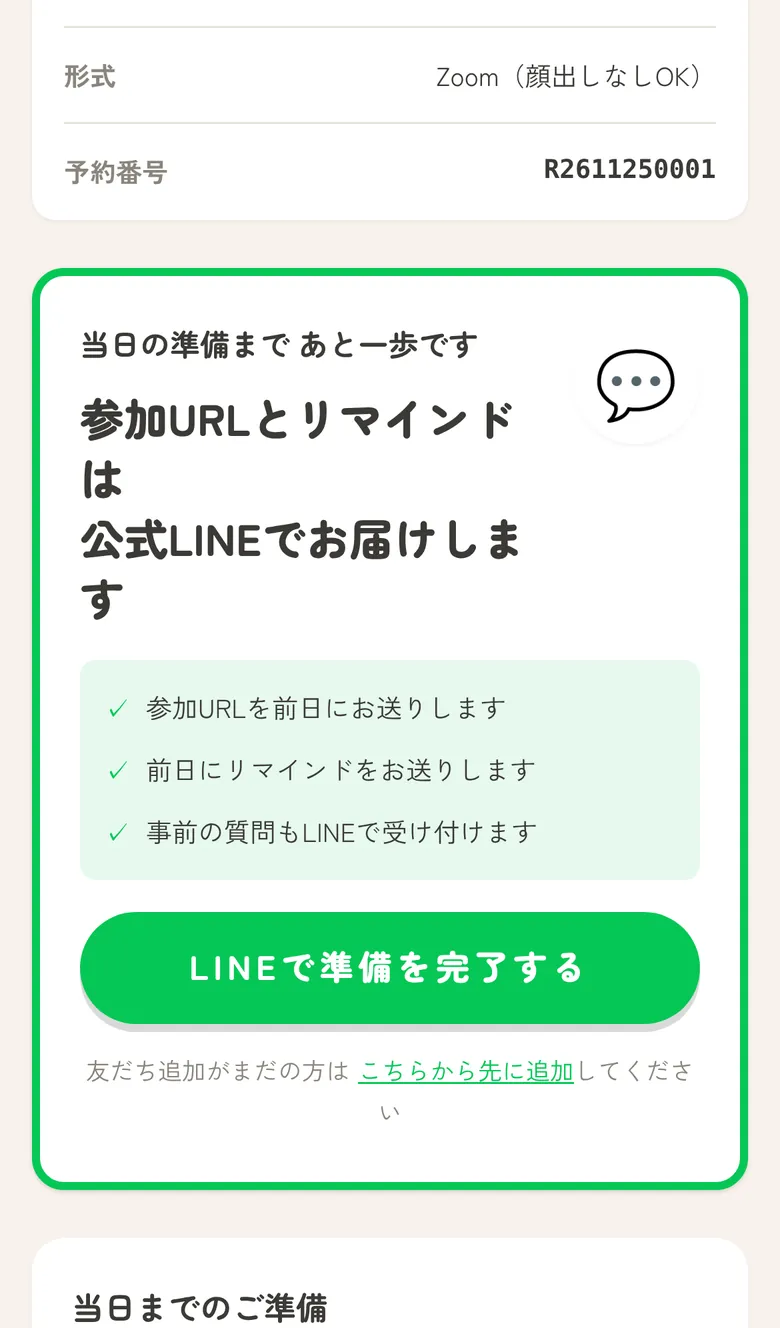 形式
Zoom（顔出しなしOK）
予約番号
R2611250001
当日の準備まで あと一歩です
参加URLとリマインド
は
公式LINEでお届けしま
す
✓ 参加URLを前日にお送りします
✓ 前日にリマインドをお送りします
✓ 事前の質問もLINEで受け付けます
LINEで準備を完了する
友だち追加がまだの方は こちらから先に追加してくださ
い
当日までのご準備